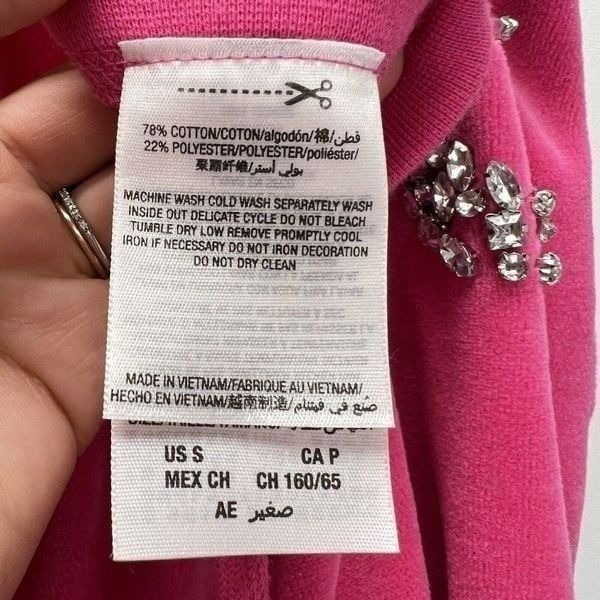 78% COTTON/COTON/algodón/棉/قطن/
22% POLYESTER/POLYESTER/poliéster/
聚酯纤维/بولي أستر
MACHINE WASH COLD WASH SEPARATELY WASH
INSIDE OUT DELICATE CYCLE DO NOT BLEACH
TUMBLE DRY LOW REMOVE PROMPTLY COOL
IRON IF NECESSARY DO NOT IRON DECORATION
DO NOT DRY CLEAN
MADE IN VIETNAM/FABRIQUE AU VIETNAM/
HECHO EN VIETNAM/越南制造/صنع في فيتنام
US S CA P
MEX CH CH 160/65
AE صغير